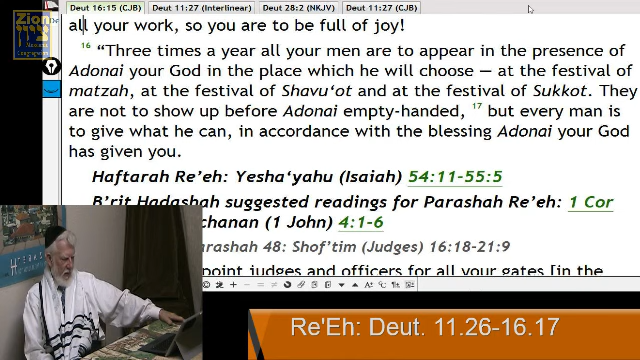 Deut 16:15 (CJB) Deut 11:27 (Interlinear) Deut 28:2 (NKJV) Deut 11:27 (CJB)
Zion
Messianic
Congregation
all your work, so you are to be full of joy!
16 “Three times a year all your men are to appear in the presence of
Adonai your God in the place which he will choose — at the festival of
matzah, at the festival of Shavu‘ot and at the festival of Sukkot. They
are not to show up before Adonai empty-handed, 17 but every man is
to give what he can, in accordance with the blessing Adonai your God
has given you.
Haftarah Re’eh: Yesha‘yahu (Isaiah) 54:11-55:5
B’rit Hadashah suggested readings for Parashah Re’eh: 1 Cor
chanan (1 John) 4:1-6
arashah 48: Shof’tim (Judges) 16:18-21:9
point judges and officers for all your gates [in the
Re'Eh: Deut. 11.26-16.17